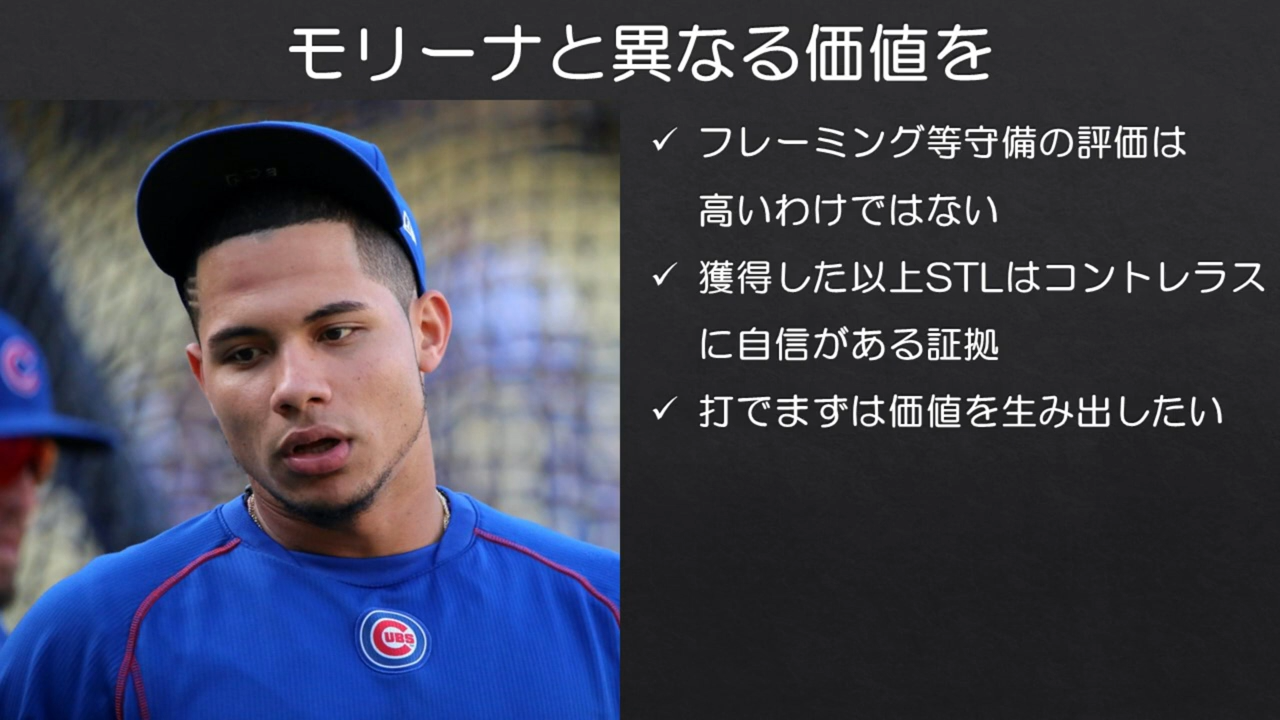 モリーナと異なる価値を
✓ フレーミング等守備の評価は
高いわけではない
✓ 獲得した以上STLはコントレラス
に自信がある証拠
✓ 打でまずは価値を生み出したい
CUBS